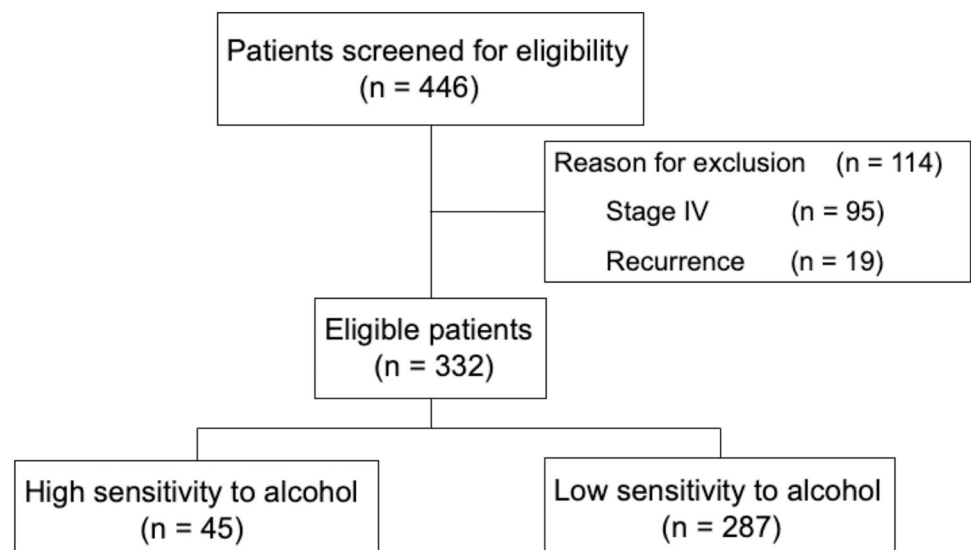 Patients screened for eligibility
(n = 446)
Reason for exclusion (n = 114)
Stage IV (n = 95)
Recurrence (n = 19)
Eligible patients
(n = 332)
High sensitivity to alcohol
(n = 45)
Low sensitivity to alcohol
(n = 287)